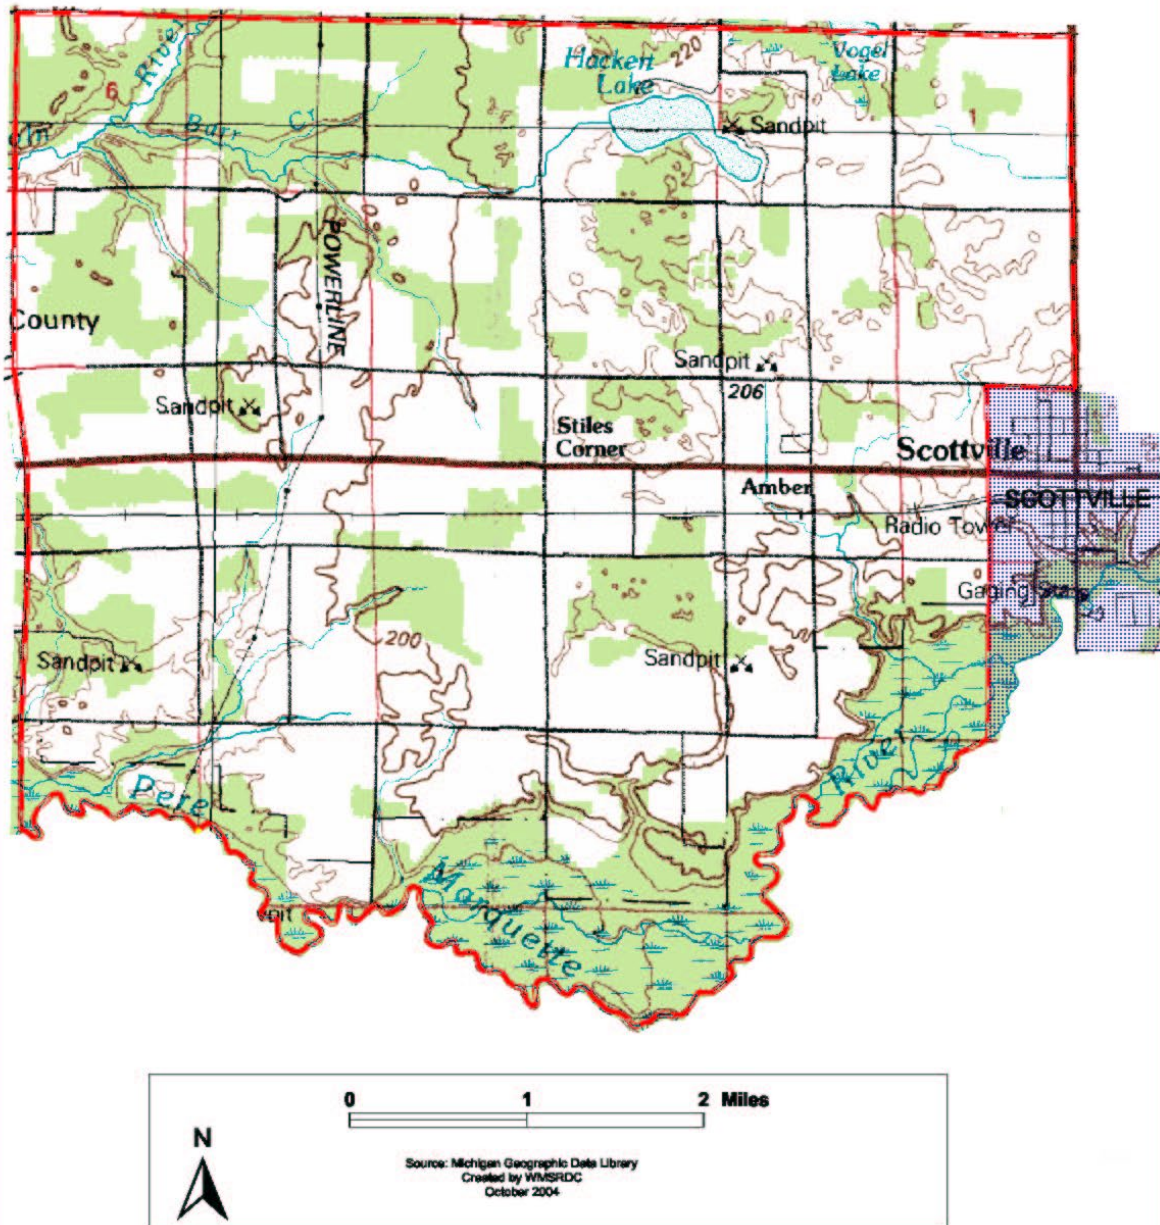 River
6
Burr Cr
Hacken
Lake
220
Vogel
Lake
1
Sandpit
POWERLINE
County
Sandpit
206
Sandpit
Stiles
Corner
Scottville
Amber
SCOTTVILLE
Radio Tower
Gaging Sta
200
Sandpit
Sandpit
River
Pere
Marquette
0 1 2 Miles
N
Source: Michigan Geographic Data Library
Created by WMSRDC
October 2004